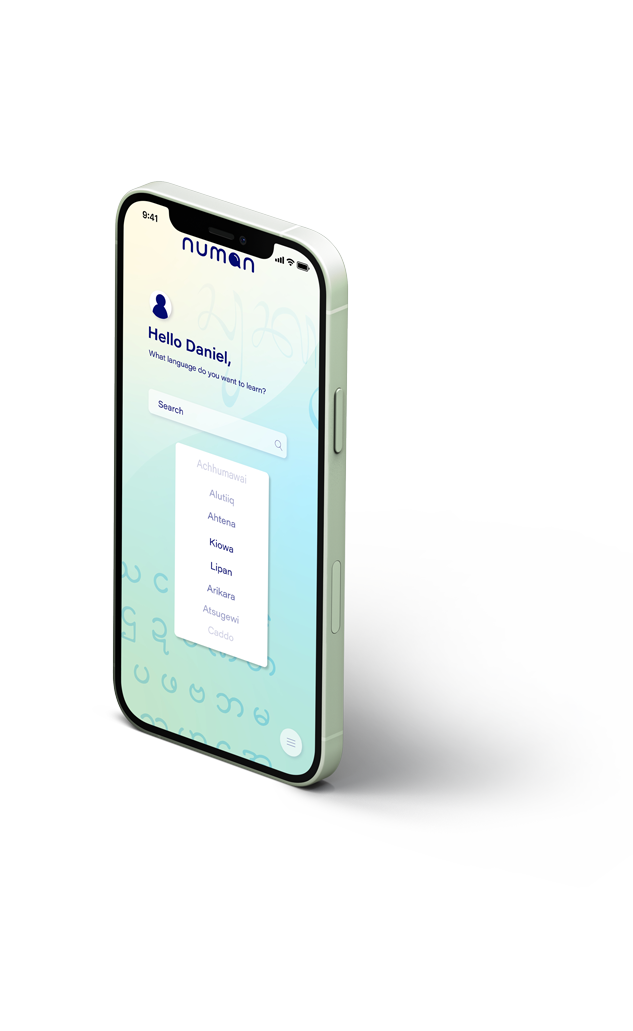 9:41
numan
Hello Daniel,
What language do you want to learn?
Search
Achhumawai
Alutiiq
Ahtena
Kiowa
Lipan
Arikara
Atsugewi
Caddo